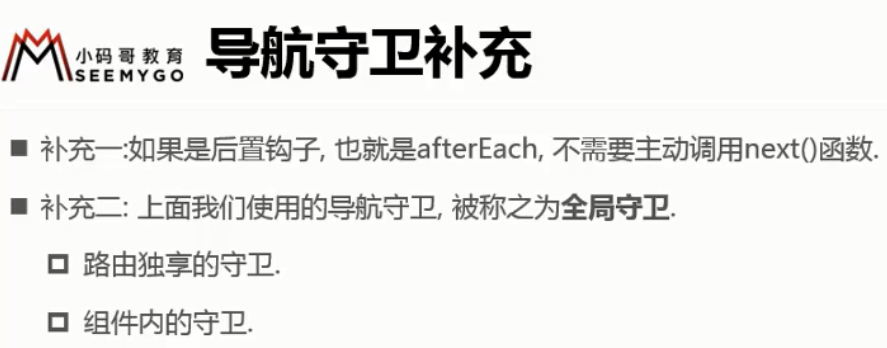 小码哥教育
SEEMYGO
导航守卫补充
补充一:如果是后置钩子, 也就是afterEach, 不需要主动调用next()函数.
补充二: 上面我们使用的导航守卫, 被称之为全局守卫.
路由独享的守卫.
组件内的守卫.